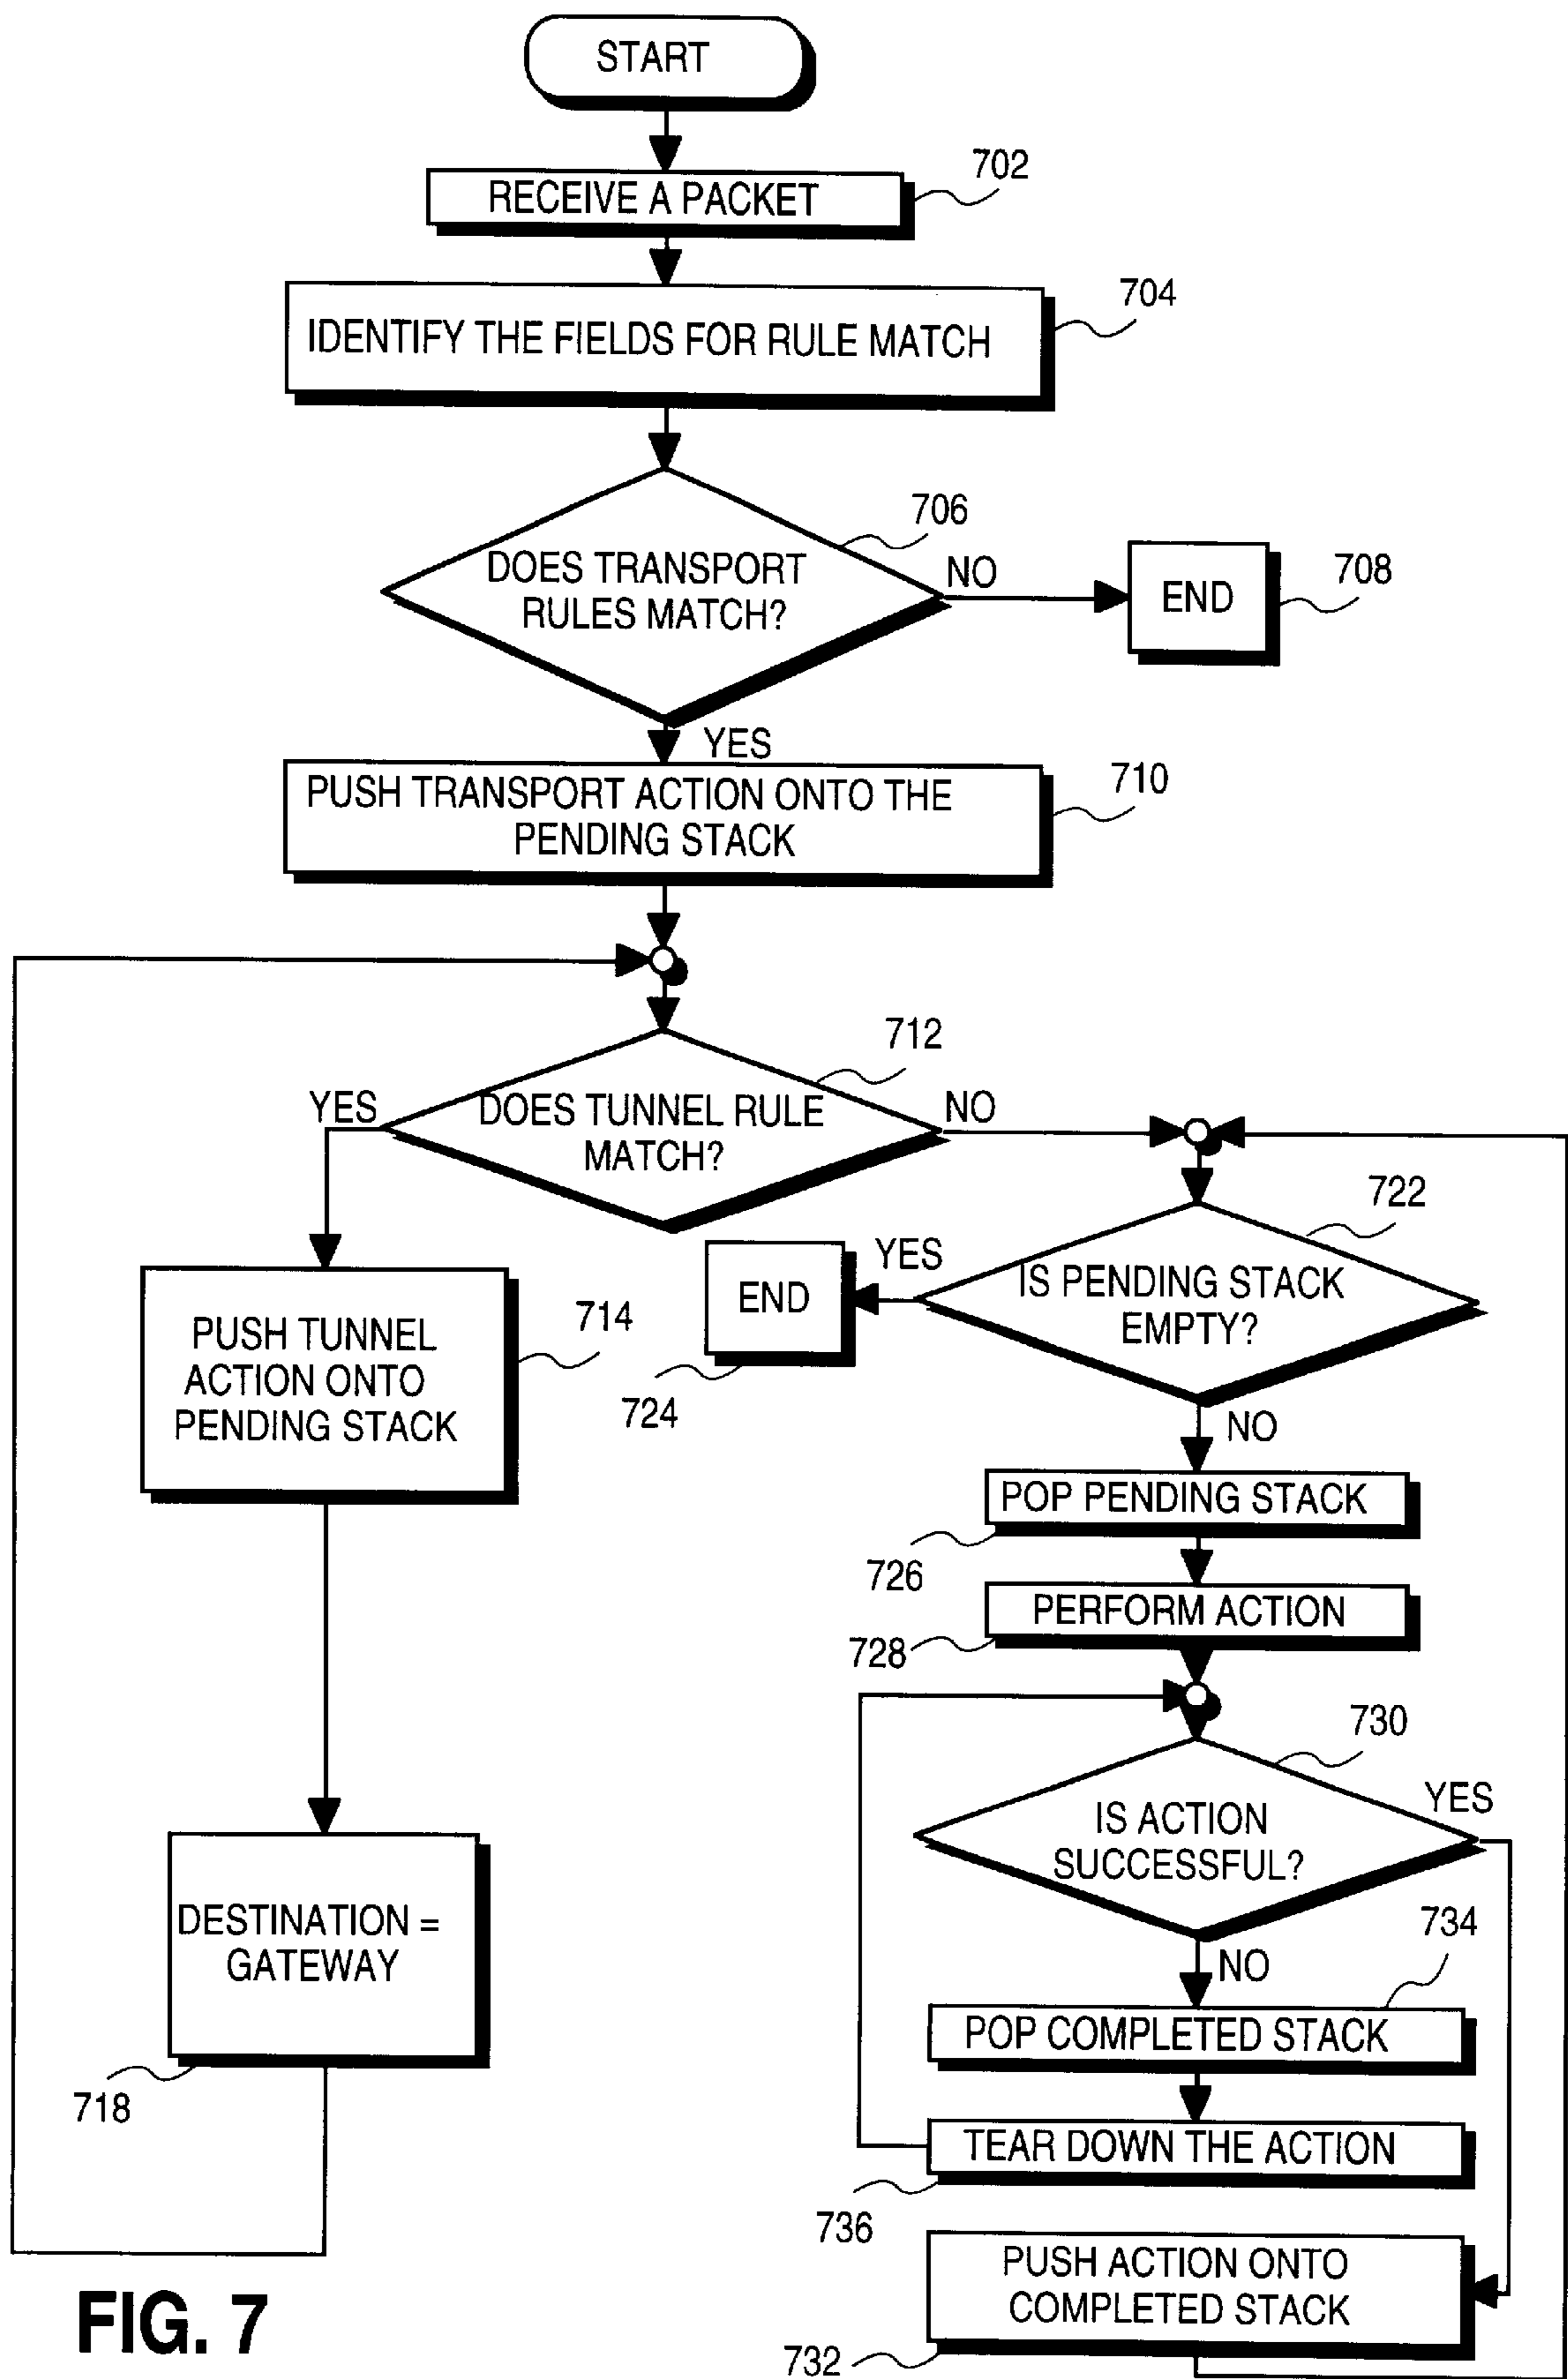 START
702
RECEIVE A PACKET
704
IDENTIFY THE FIELDS FOR RULE MATCH
706
DOES TRANSPORT
RULES MATCH?
NO
END
708
YES
710
PUSH TRANSPORT ACTION ONTO THE
PENDING STACK
712
YES
DOES TUNNEL RULE
MATCH?
NO
722
YES
IS PENDING STACK
EMPTY?
END
724
714
PUSH TUNNEL
ACTION ONTO
PENDING STACK
NO
POP PENDING STACK
726
PERFORM ACTION
728
730
YES
IS ACTION
SUCCESSFUL?
DESTINATION =
GATEWAY
718
734
NO
POP COMPLETED STACK
TEAR DOWN THE ACTION
736
PUSH ACTION ONTO
COMPLETED STACK
732
FIG. 7